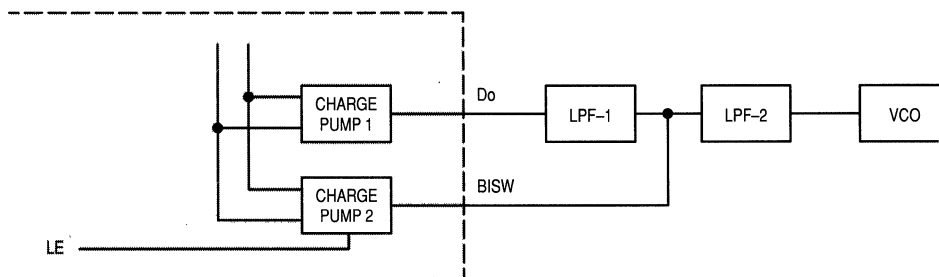 CHARGE
PUMP 1
Do
LPF–1
LPF–2
VCO
CHARGE
PUMP 2
BISW
LE